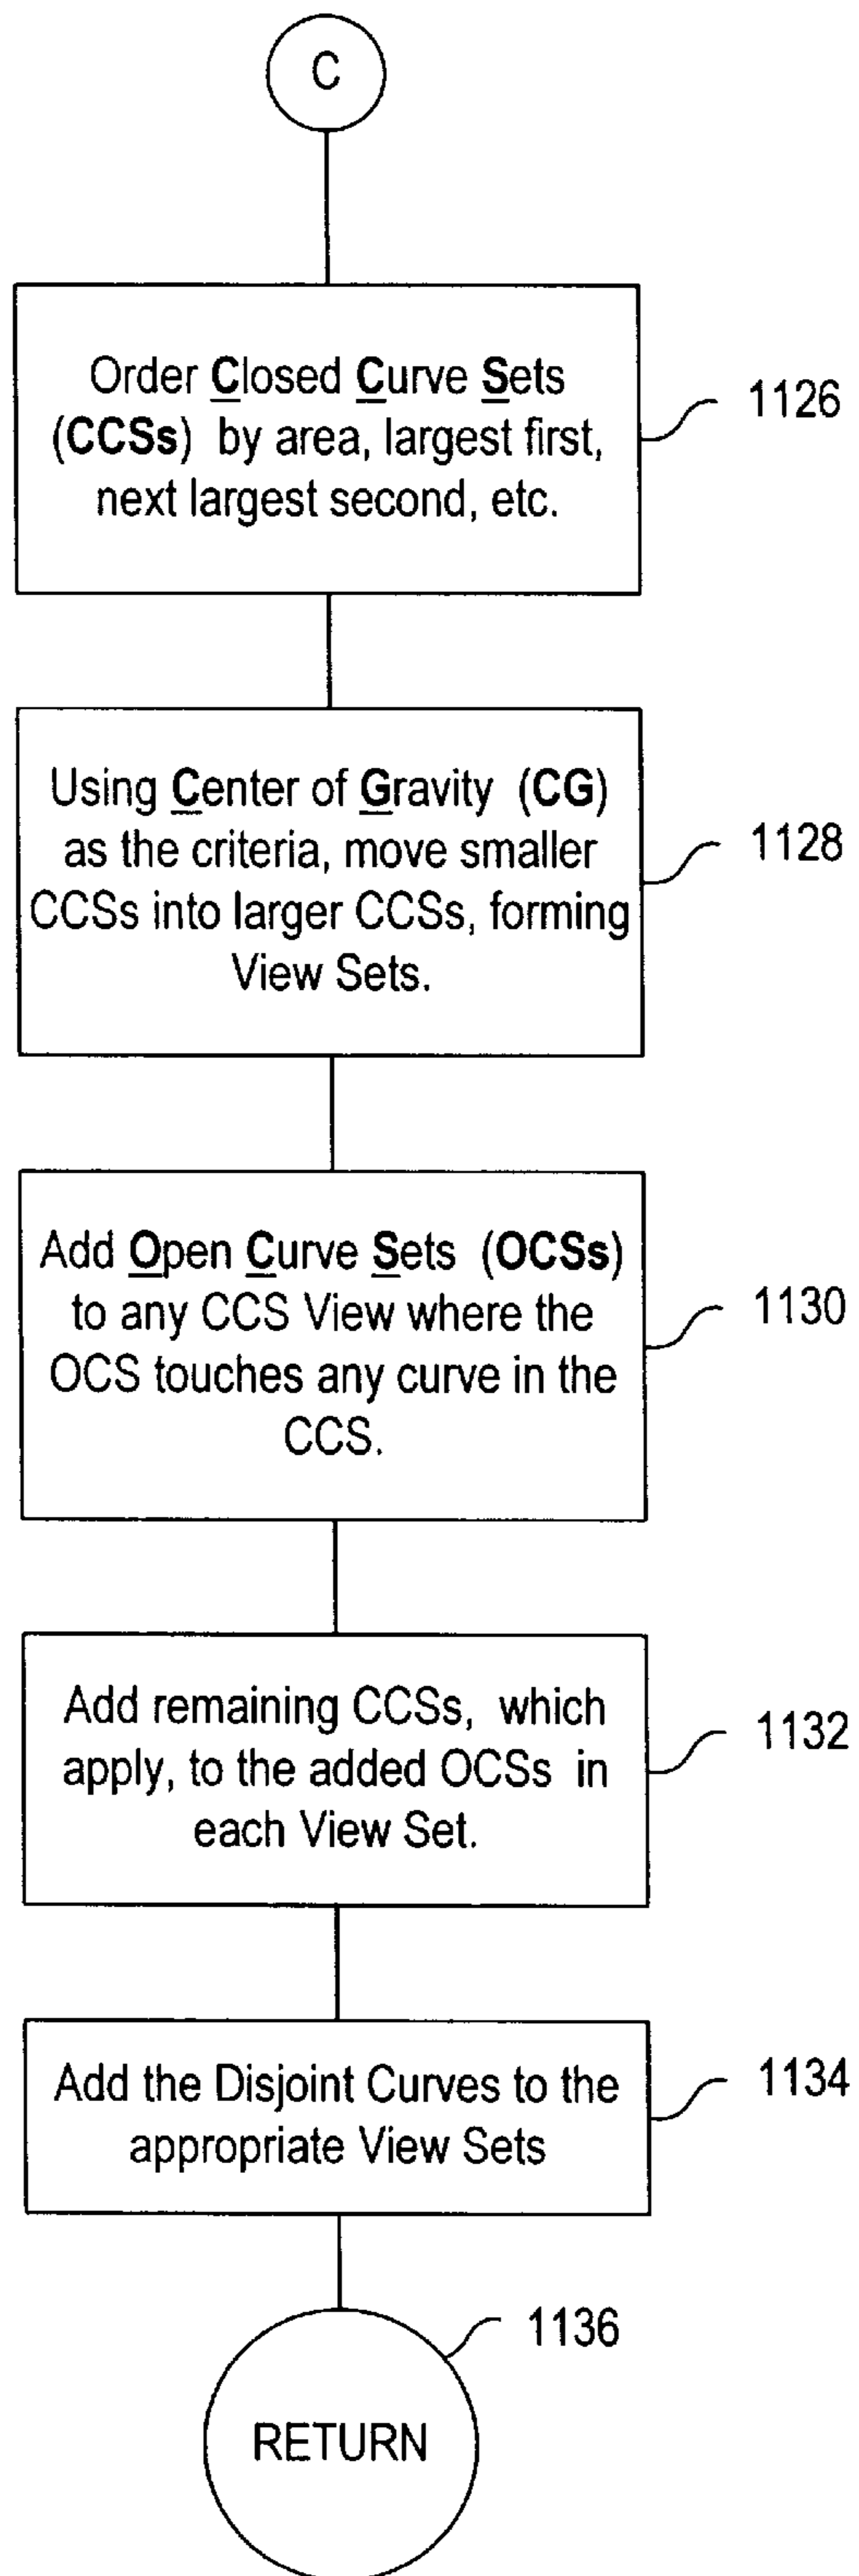 C
Order Closed Curve Sets
(CCSs) by area, largest first,
next largest second, etc.
1126
Using Center of Gravity (CG)
as the criteria, move smaller
CCSs into larger CCSs, forming
View Sets.
1128
Add Open Curve Sets (OCSs)
to any CCS View where the
OCS touches any curve in the
CCS.
1130
Add remaining CCSs, which
apply, to the added OCSs in
each View Set.
1132
Add the Disjoint Curves to the
appropriate View Sets
1134
1136
RETURN